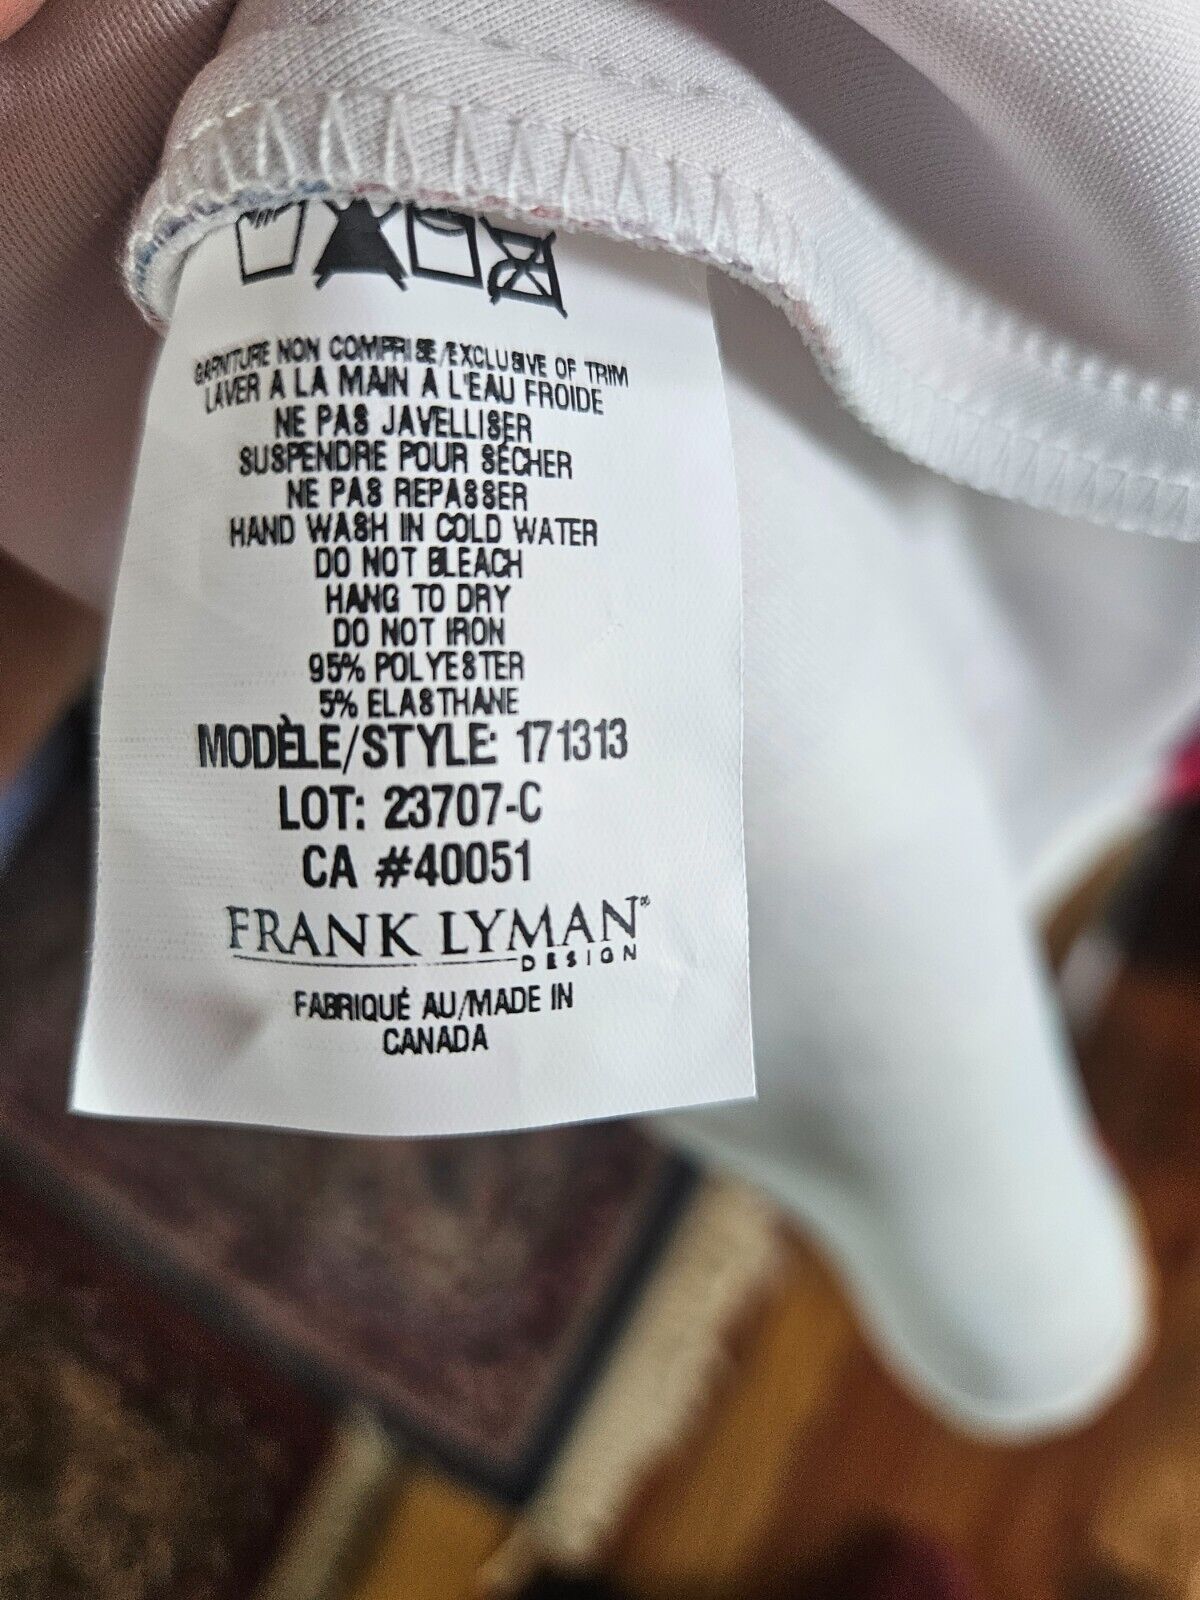 GARNITURE NON COMPRISE/EXCLUSIVE OF TRIM
LAVER A LA MAIN A L'EAU FROIDE
NE PAS JAVELLISER
SUSPENDRE POUR SÉCHER
NE PAS REPASSER
HAND WASH IN COLD WATER
DO NOT BLEACH
HANG TO DRY
DO NOT IRON
95% POLYESTER
5% ELASTHANE
MODÈLE/STYLE: 171313
LOT: 23707-C
CA #40051
FRANK LYMAN
DESIGN
FABRIQUÉ AU/MADE IN
CANADA